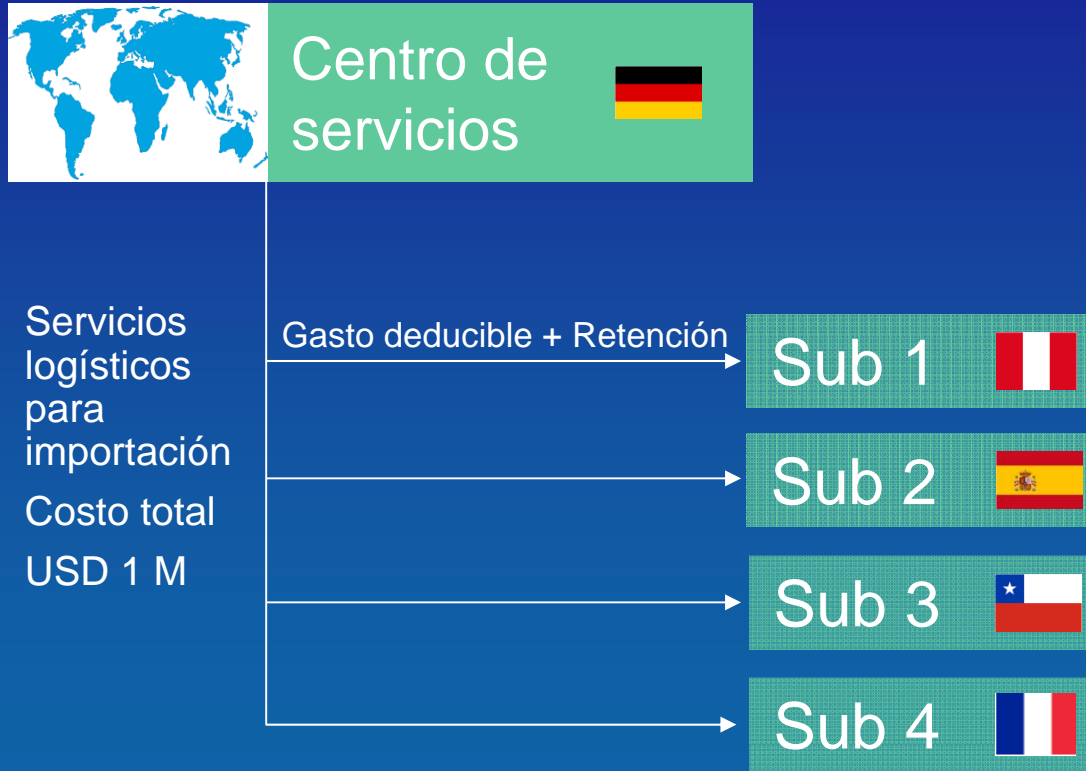 Centro de
servicios
Servicios
logísticos
para
importación
Costo total
USD 1 M
Gasto deducible + Retención
Sub 1
Sub 2
Sub 3
Sub 4